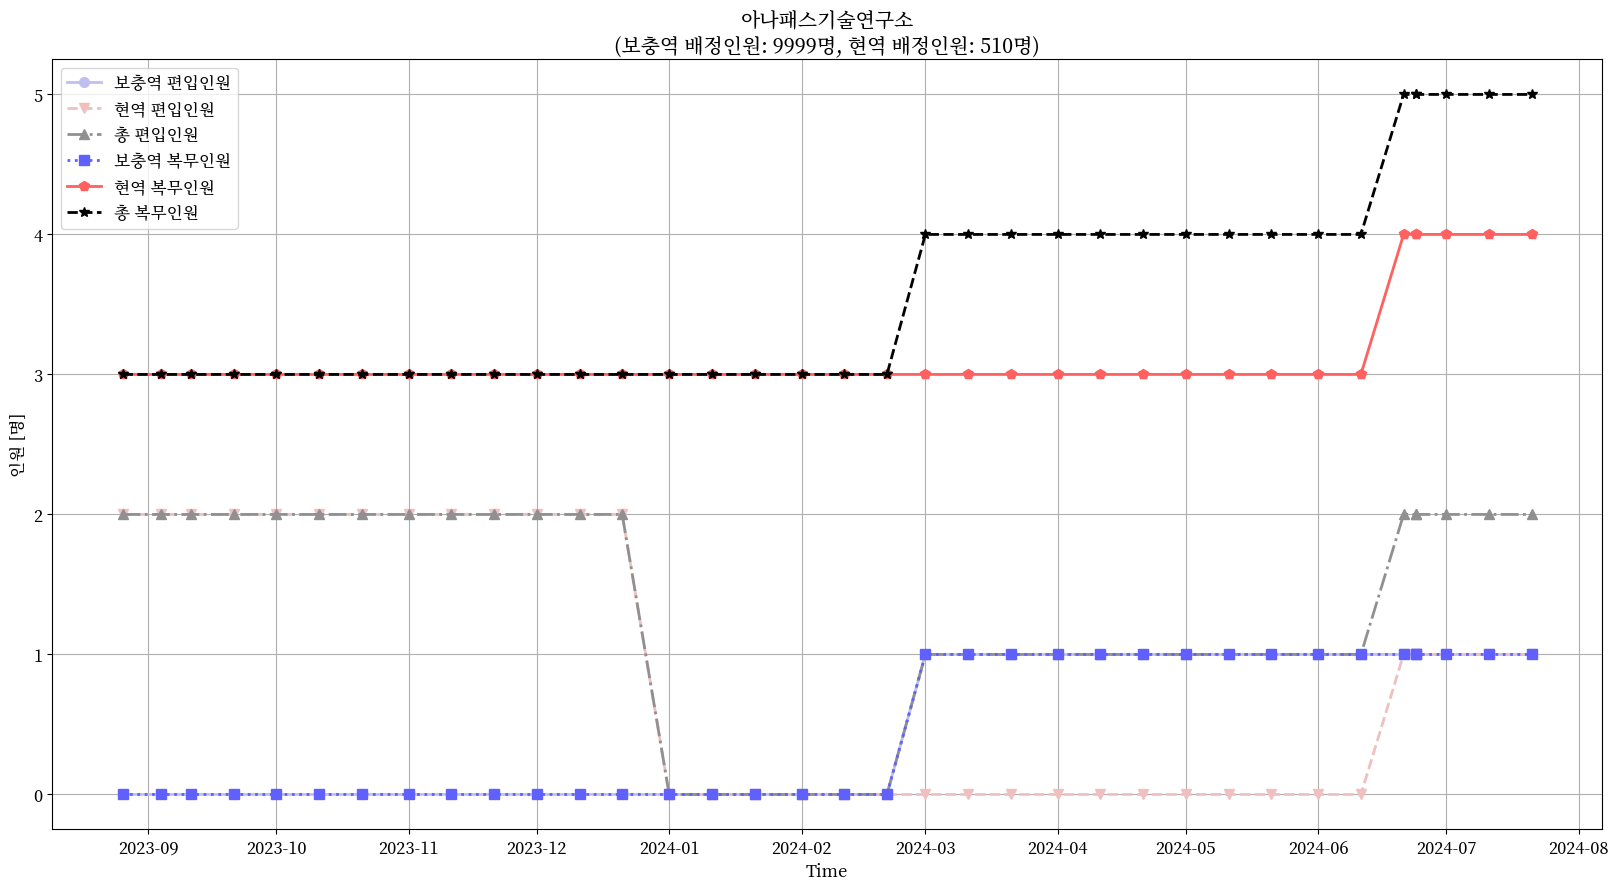 아나패스기술연구소
(보충역 배정인원: 9999명, 현역 배정인원: 510명)
보충역 편입인원
현역 편입인원
총 편입인원
보충역 복무인원
현역 복무인원
총 복무인원
인원 [명]
5
4
3
2
1
0
2023-09 2023-10 2023-11 2023-12 2024-01 2024-02 2024-03 2024-04 2024-05 2024-06 2024-07 2024-08
Time